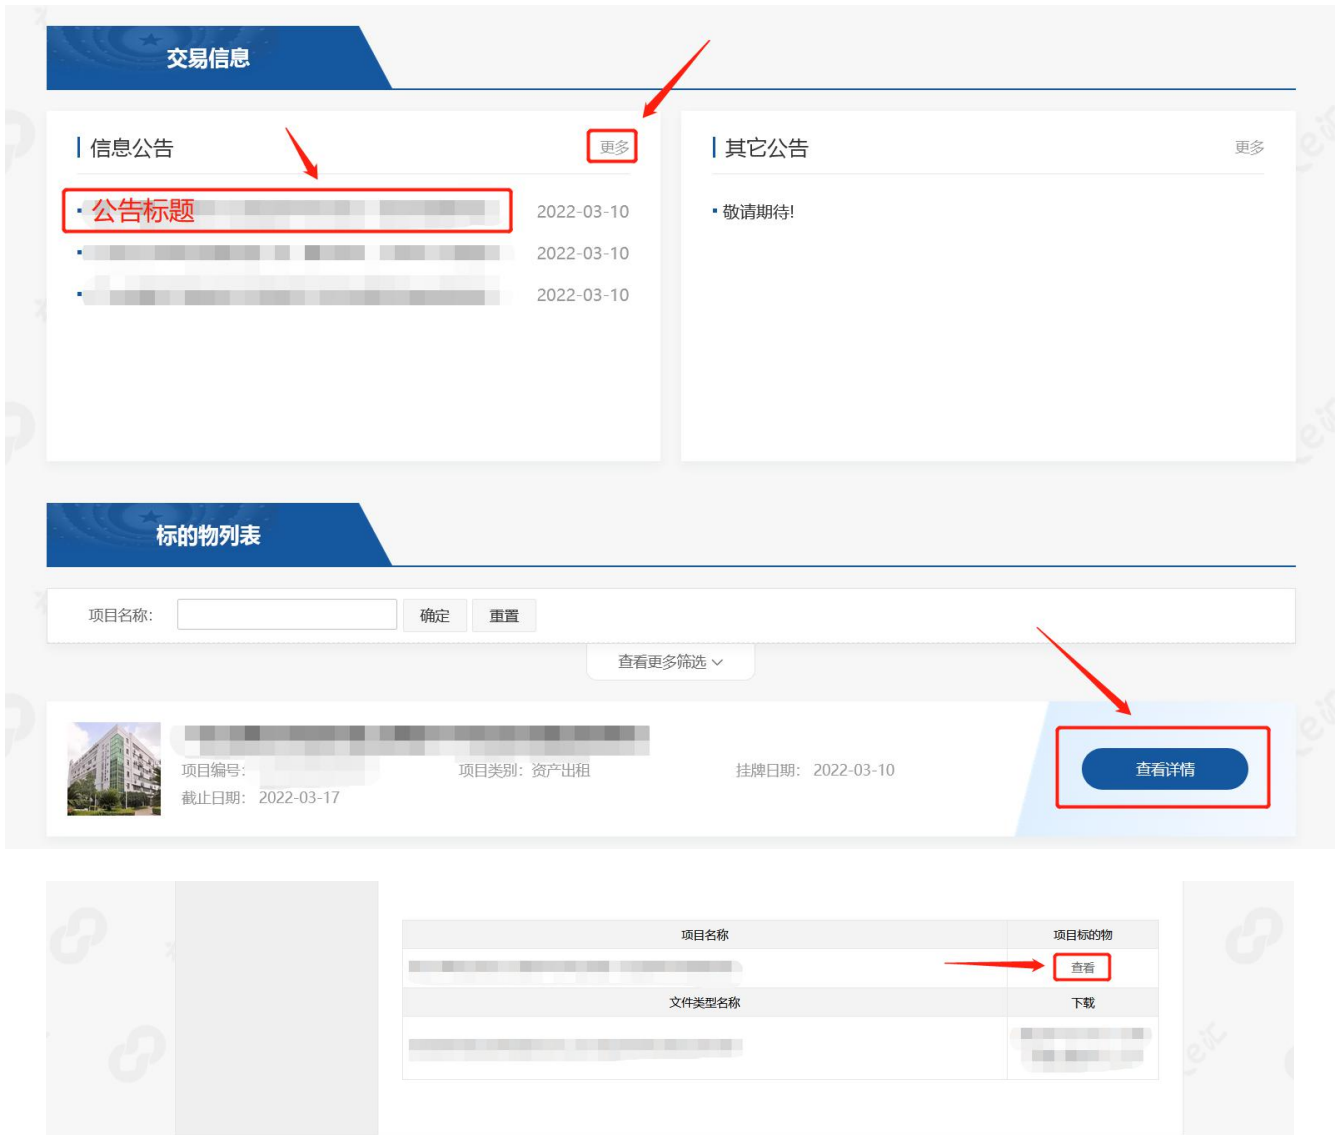 交易信息
信息公告
更多
公告标题
2022-03-10
2022-03-10
2022-03-10
其它公告
更多
敬请期待!
标的物列表
项目名称:
确定
重置
查看更多筛选
项目编号:
项目类别: 资产出租
挂牌日期: 2022-03-10
截止日期: 2022-03-17
查看详情
项目名称
项目标的物
查看
文件类型名称
下载